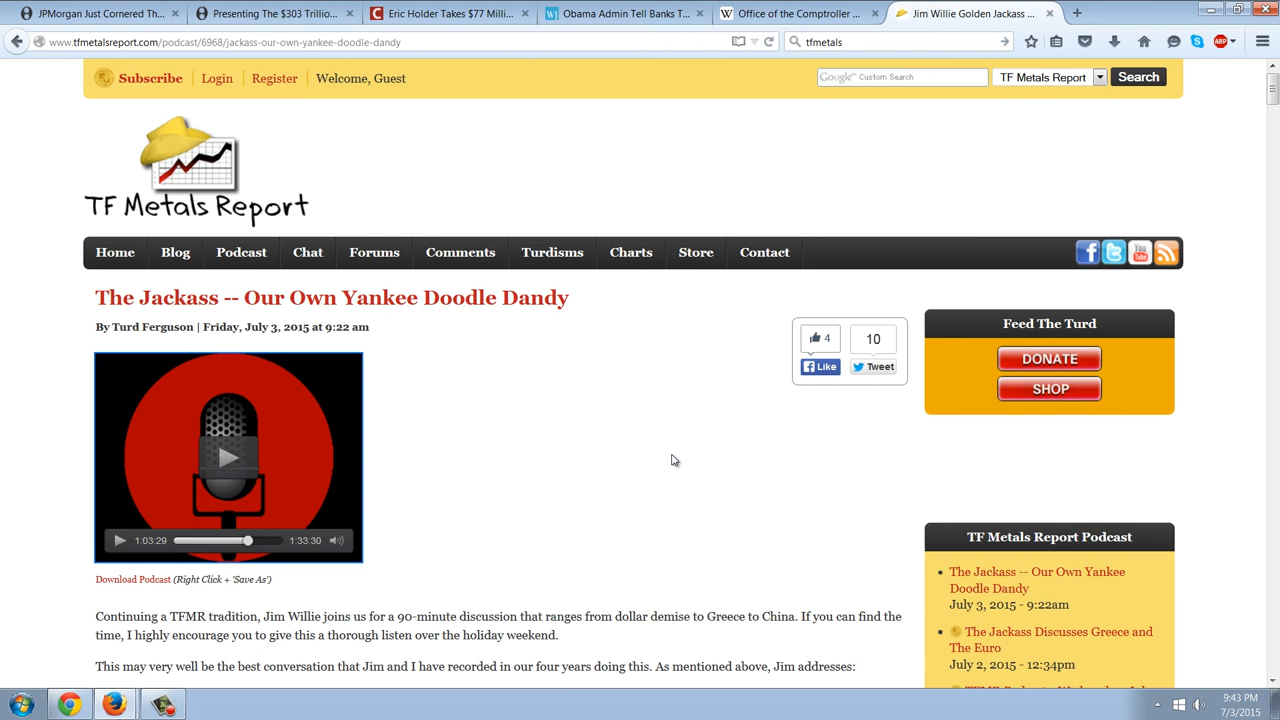 JPMorgan Just Cornered Th...
Presenting The $303 Trillio...
Eric Holder Takes $77 Milli...
Obama Admin Tell Banks T...
Office of the Comptroller ...
Jim Willie Golden Jackass ...
www.tfmetalsreport.com/podcast/6968/jackass-our-own-yankee-doodle-dandy
tfmetals
Subscribe Login Register Welcome, Guest
Google™ Custom Search TF Metals Report Search
TF Metals Report
Home Blog Podcast Chat Forums Comments Turdisms Charts Store Contact
The Jackass -- Our Own Yankee Doodle Dandy
By Turd Ferguson | Friday, July 3, 2015 at 9:22 am
4 10
Like Tweet
1:03:29 1:33:30
Download Podcast (Right Click + 'Save As')
Continuing a TFMR tradition, Jim Willie joins us for a 90-minute discussion that ranges from dollar demise to Greece to China. If you can find the
time, I highly encourage you to give this a thorough listen over the holiday weekend.
This may very well be the best conversation that Jim and I have recorded in our four years doing this. As mentioned above, Jim addresses:
Feed The Turd
DONATE
SHOP
TF Metals Report Podcast
The Jackass -- Our Own Yankee
Doodle Dandy
July 3, 2015 - 9:22am
The Jackass Discusses Greece and
The Euro
July 2, 2015 - 12:34pm
9:43 PM
7/3/2015